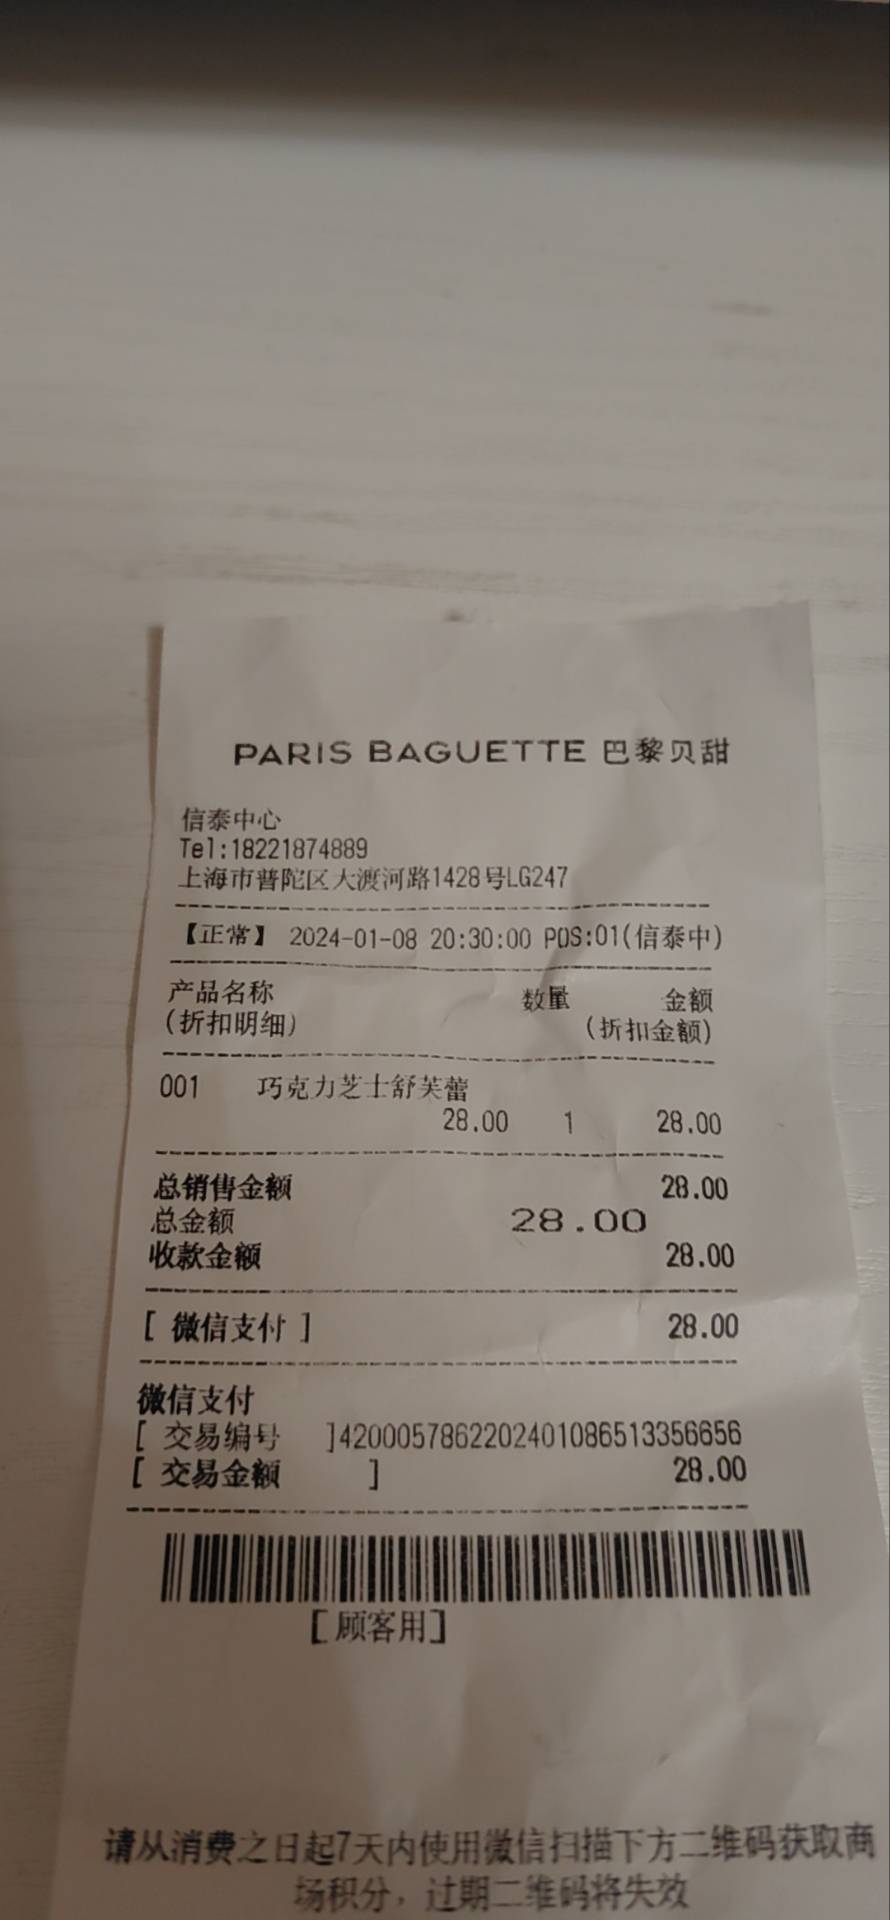 PARIS BAGUETTE 巴黎贝甜
信泰中心
Tel:18221874889
上海市普陀区大渡河路1428号LG247
【正常】 2024-01-08 20:30:00 POS:01(信泰中)
产品名称 数量 金额
(折扣明细) (折扣金额)
001 巧克力芝士舒芙蕾
28.00 1 28.00
总销售金额 28.00
总金额 28.00
收款金额 28.00
[ 微信支付 ] 28.00
微信支付
[ 交易编号 ]4200057862202401086513356656
[ 交易金额 ] 28.00
[顾客用]
请从消费之日起7天内使用微信扫描下方二维码获取商
场积分，过期二维码将失效